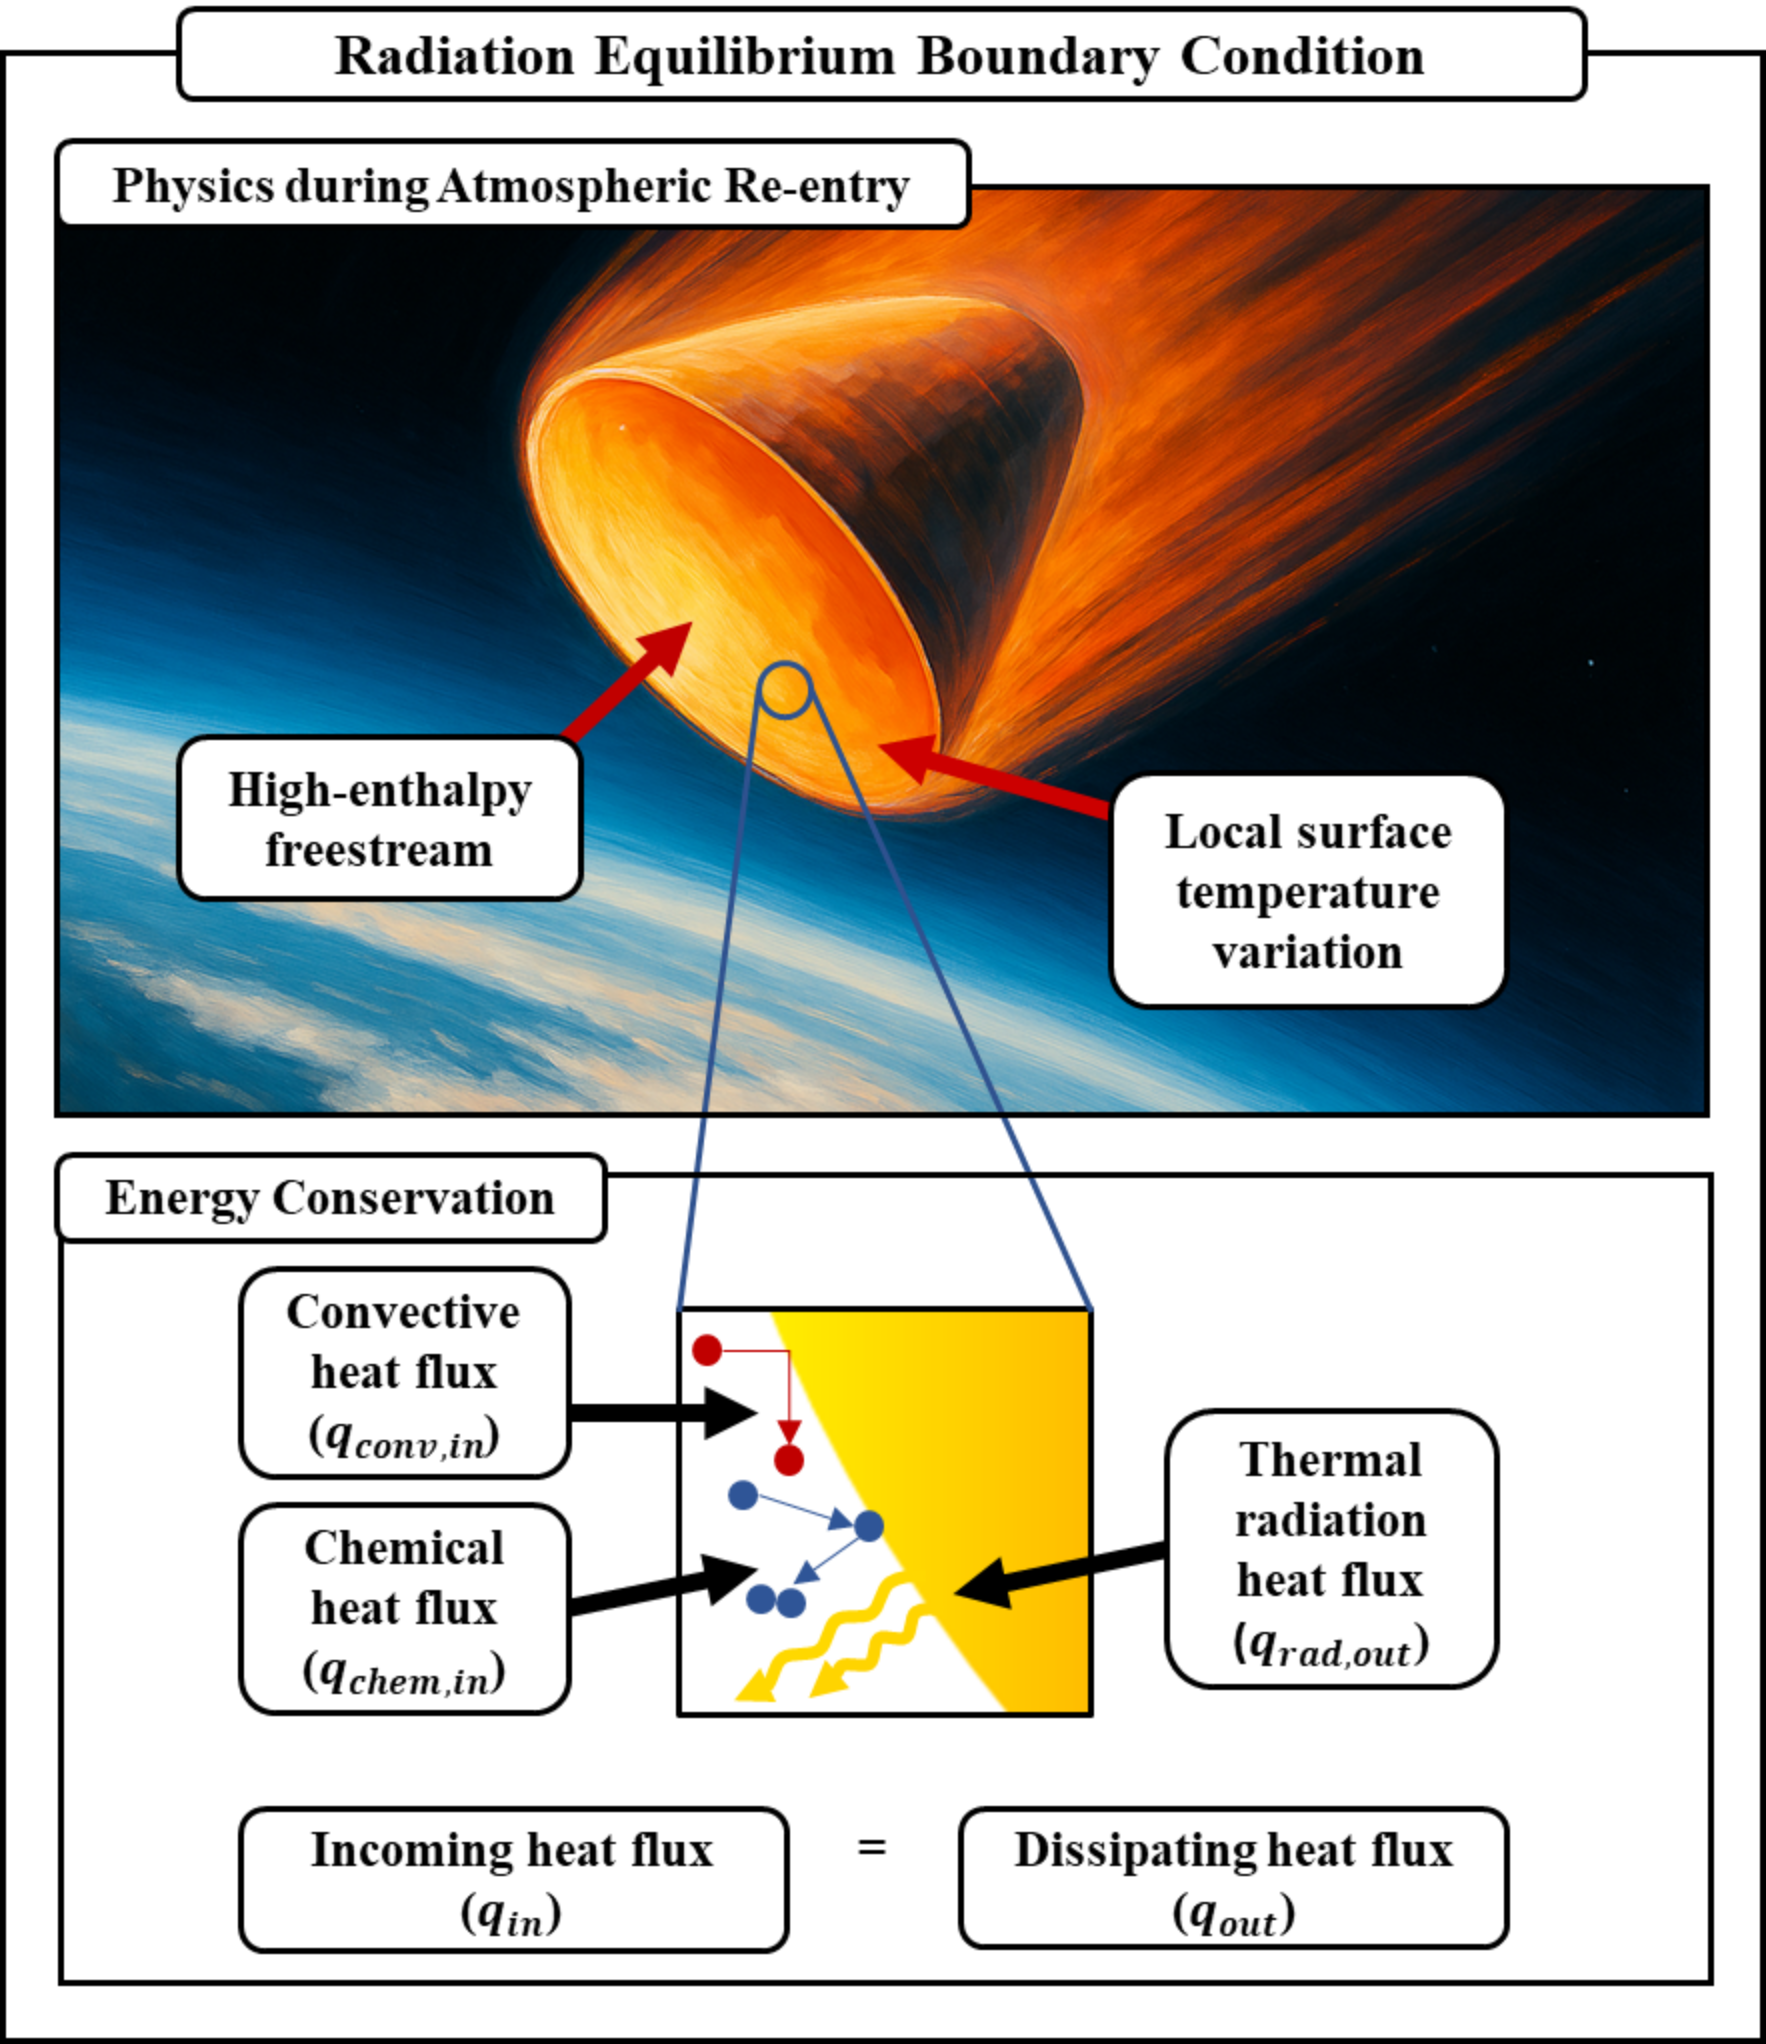 Radiation Equilibrium Boundary Condition
Physics during Atmospheric Re-entry
High-enthalpy
freestream
Local surface
temperature
variation
Energy Conservation
Convective
heat flux
(q_{conv,in})
Chemical
heat flux
(q_{chem,in})
Thermal
radiation
heat flux
(q_{rad,out})
Incoming heat flux
(q_{in})
=
Dissipating heat flux
(q_{out})